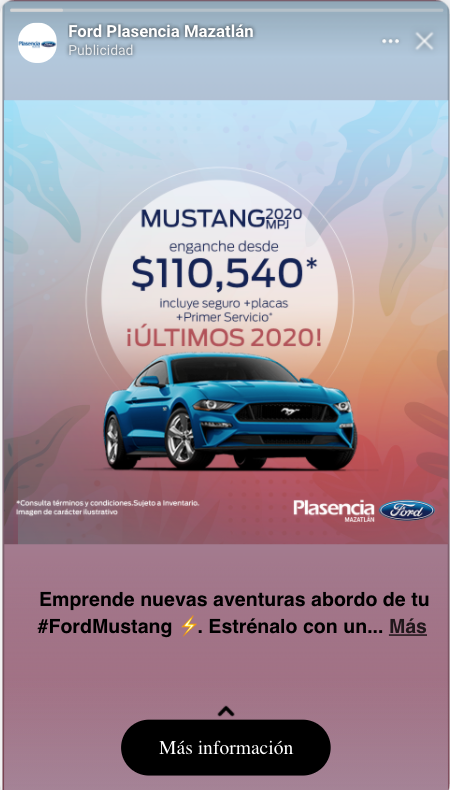 Ford Plasencia Mazatlán
Publicidad
MUSTANG 2020 MPJ
enganche desde
$110,540*
incluye seguro +placas
+Primer Servicio*
¡ÚLTIMOS 2020!
*Consulta términos y condiciones.Sujeto a Inventario.
Imagen de carácter ilustrativo
Plasencia Ford
MAZATLÁN
Emprende nuevas aventuras abordo de tu
#FordMustang ⚡. Estrénalo con un... Más
Más información